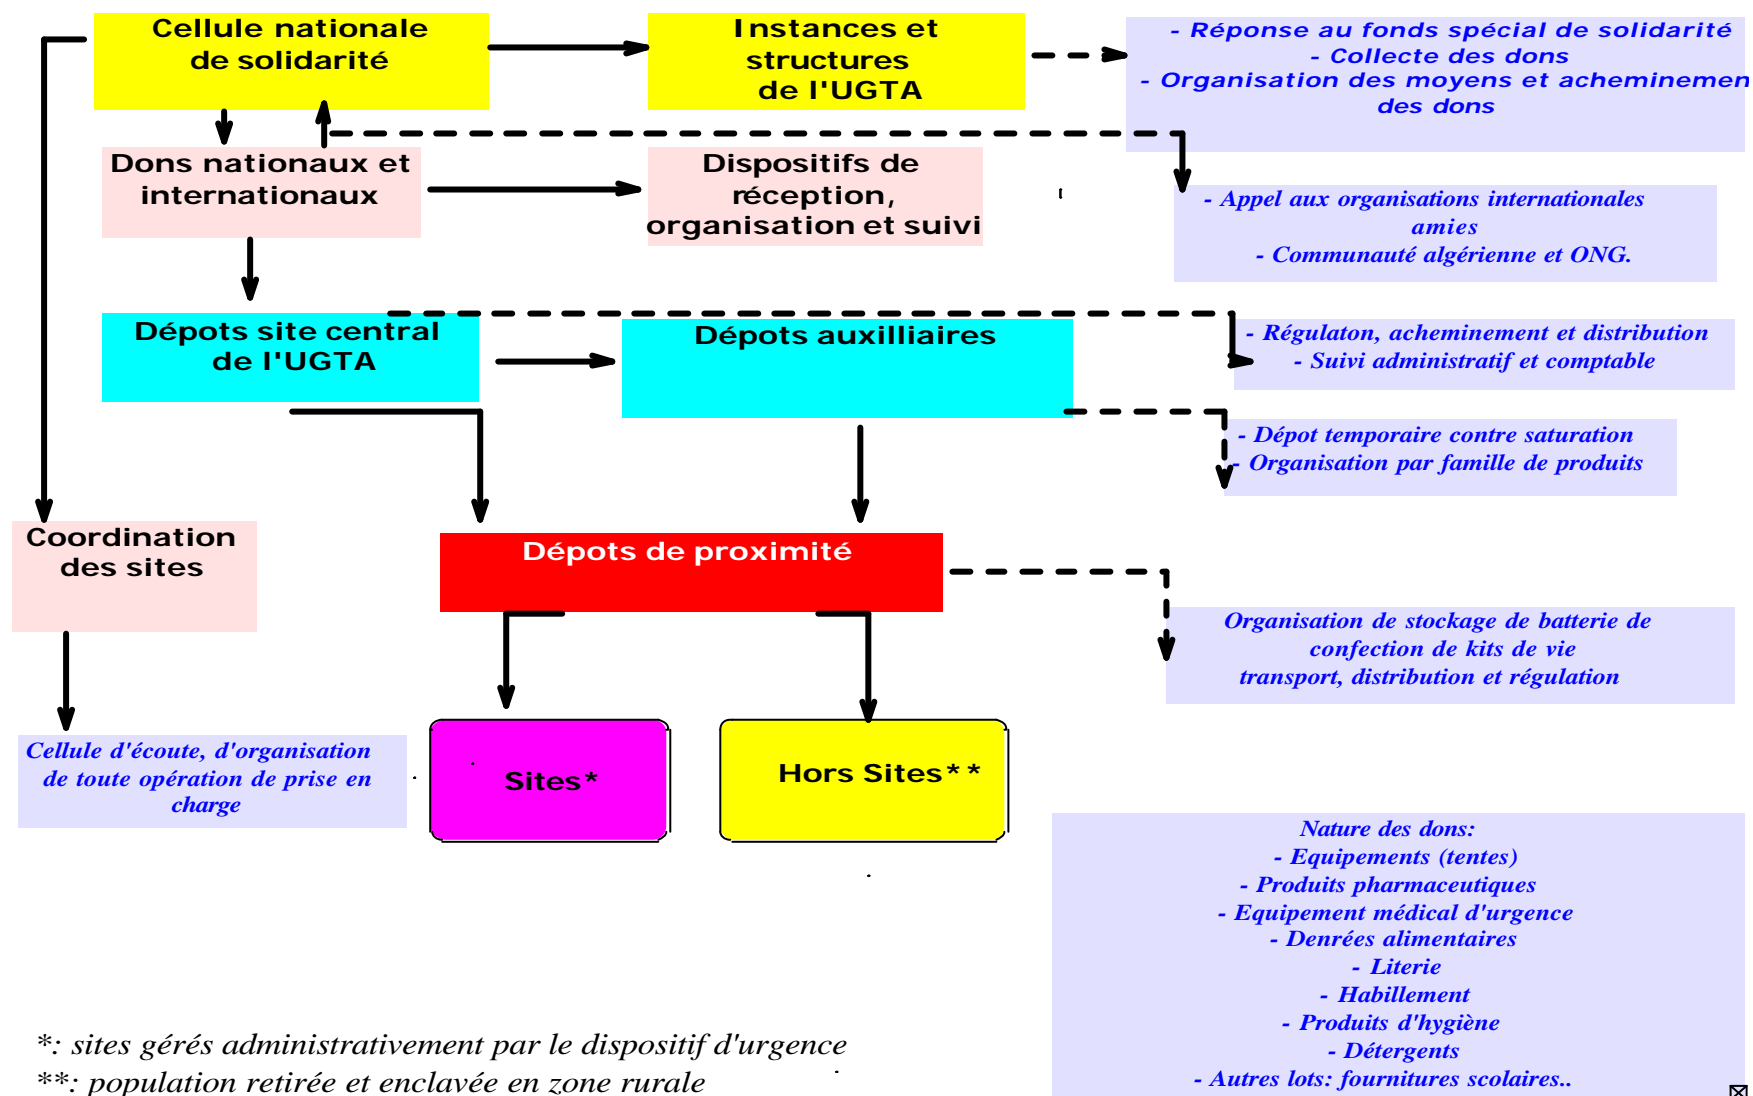 Cellule nationale
de solidarité
Instances et
structures
de l'UGTA
- Réponse au fonds spécial de solidarité
- Collecte des dons
- Organisation des moyens et acheminemen
des dons
Dons nationaux et
internationaux
Dispositifs de
réception,
organisation et suivi
- Appel aux organisations internationales
amies
- Communauté algérienne et ONG.
Dépots site central
de l'UGTA
Dépots auxilliaires
- Régulaton, acheminement et distribution
- Suivi administratif et comptable
- Dépot temporaire contre saturation
- Organisation par famille de produits
Coordination
des sites
Dépots de proximité
Organisation de stockage de batterie de
confection de kits de vie
transport, distribution et régulation
Cellule d'écoute, d'organisation
de toute opération de prise en
charge
Sites*
Hors Sites**
Nature des dons:
- Equipements (tentes)
- Produits pharmaceutiques
- Equipement médical d'urgence
- Denrées alimentaires
- Literie
- Habillement
- Produits d'hygiène
- Détergents
- Autres lots: fournitures scolaires..
*: sites gérés administrativement par le dispositif d'urgence
**: population retirée et enclavée en zone rurale